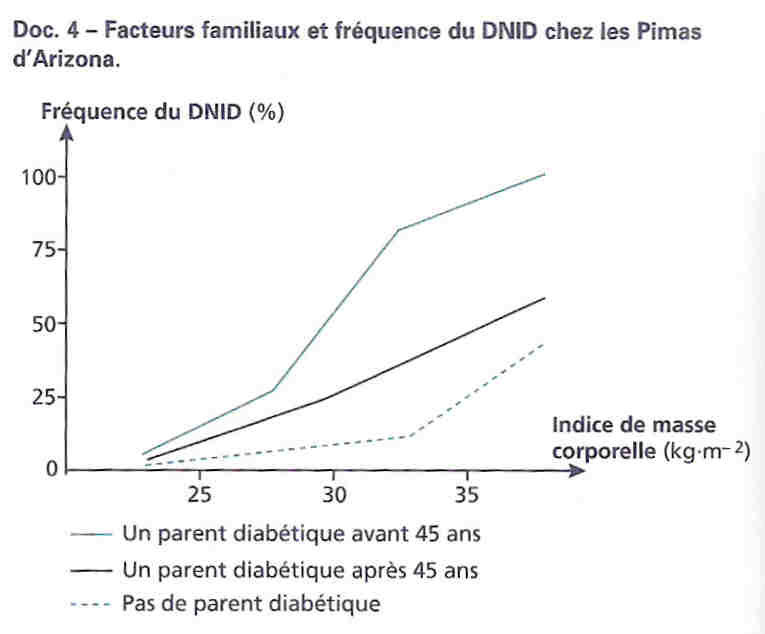 Doc. 4 – Facteurs familiaux et fréquence du DNID chez les Pimas
d'Arizona.
Fréquence du DNID (%)
100
75
50
25
0
25
30
35
Indice de masse
corporelle (kg·m⁻²)
Un parent diabétique avant 45 ans
Un parent diabétique après 45 ans
Pas de parent diabétique